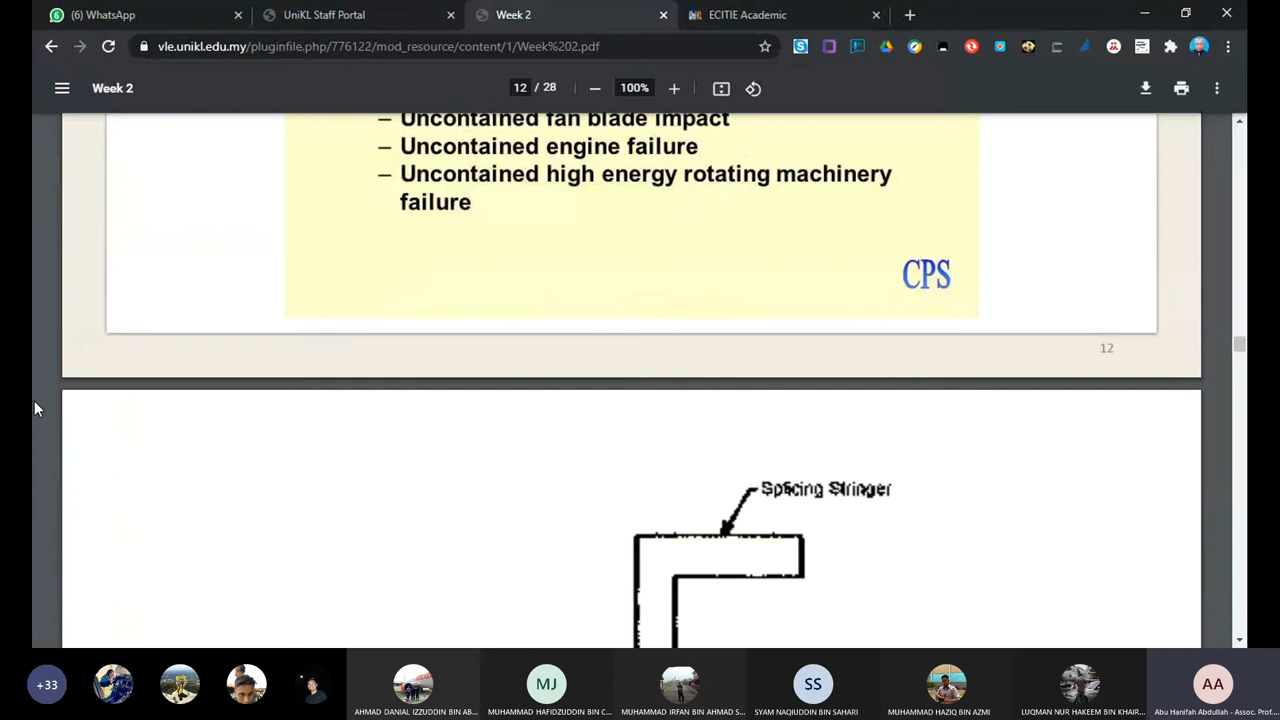 (6) WhatsApp
UniKL Staff Portal
Week 2
ECITIE Academic
vle.unikl.edu.my/pluginfile.php/776122/mod_resource/content/1/Week%202.pdf
Week 2
12 / 28
100%
– Uncontained fan blade impact
– Uncontained engine failure
– Uncontained high energy rotating machinery
failure
CPS
12
Splicing Stringer
+33
MJ
SS
AA
AHMAD DANIAL IZZUDDIN BIN AB...
MUHAMMAD HAFIDZUDDIN BIN C...
MUHAMMAD IRFAN BIN AHMAD S...
SYAM NAQIUDDIN BIN SAHARI
MUHAMMAD HAZIQ BIN AZMI
LUQMAN NUR HAKEEM BIN KHAIR...
Abu Hanifah Abdullah - Assoc. Prof...